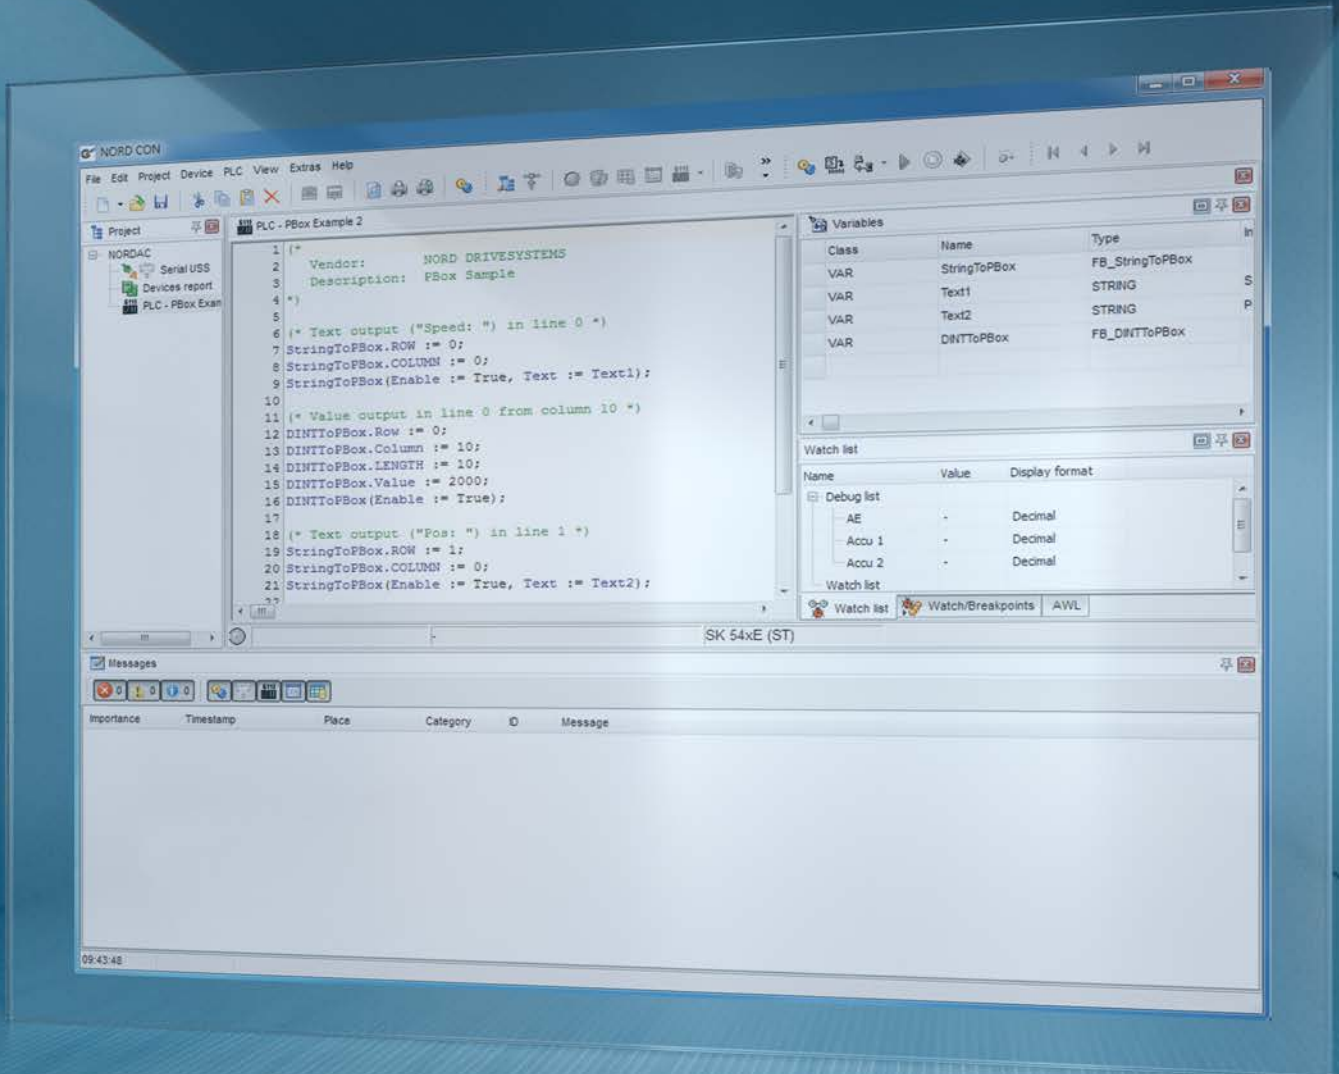 NORD CON
File Edit Project Device PLC View Extras Help
Project
NORDAC
Serial USS
Devices report
PLC - PBox Exam
PLC - PBox Example 2
1 (*
2 Vendor: NORD DRIVESYSTEMS
3 Description: PBox Sample
4 *)
5
6 (* Text output ("Speed: ") in line 0 *)
7 StringToPBox.ROW := 0;
8 StringToPBox.COLUMN := 0;
9 StringToPBox(Enable := True, Text := Text1);
10
11 (* Value output in line 0 from column 10 *)
12 DINTToPBox.Row := 0;
13 DINTToPBox.Column := 10;
14 DINTToPBox.LENGTH := 10;
15 DINTToPBox.Value := 2000;
16 DINTToPBox(Enable := True);
17
18 (* Text output ("Pos: ") in line 1 *)
19 StringToPBox.ROW := 1;
20 StringToPBox.COLUMN := 0;
21 StringToPBox(Enable := True, Text := Text2);
22
Variables
Class Name Type In
VAR StringToPBox FB_StringToPBox
VAR Text1 STRING S
VAR Text2 STRING P
VAR DINTToPBox FB_DINTToPBox
Watch list
Name Value Display format
Debug list
AE - Decimal
Accu 1 - Decimal
Accu 2 - Decimal
Watch list
Watch list Watch/Breakpoints AWL
- SK 54xE (ST)
Messages
0 0 0
Importance Timestamp Place Category ID Message
09:43:48